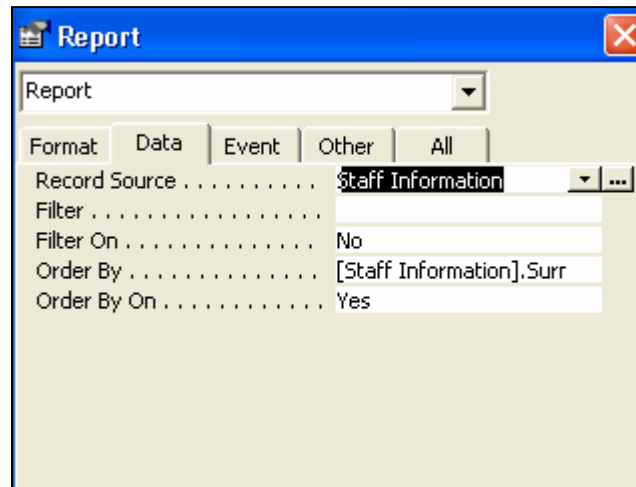 Report
Report
Format Data Event Other All
Record Source . . . . . . . . . . Staff Information ...
Filter . . . . . . . . . . . . . . . . . .
Filter On . . . . . . . . . . . . . . No
Order By . . . . . . . . . . . . . . . [Staff Information].Surr
Order By On . . . . . . . . . . . . Yes